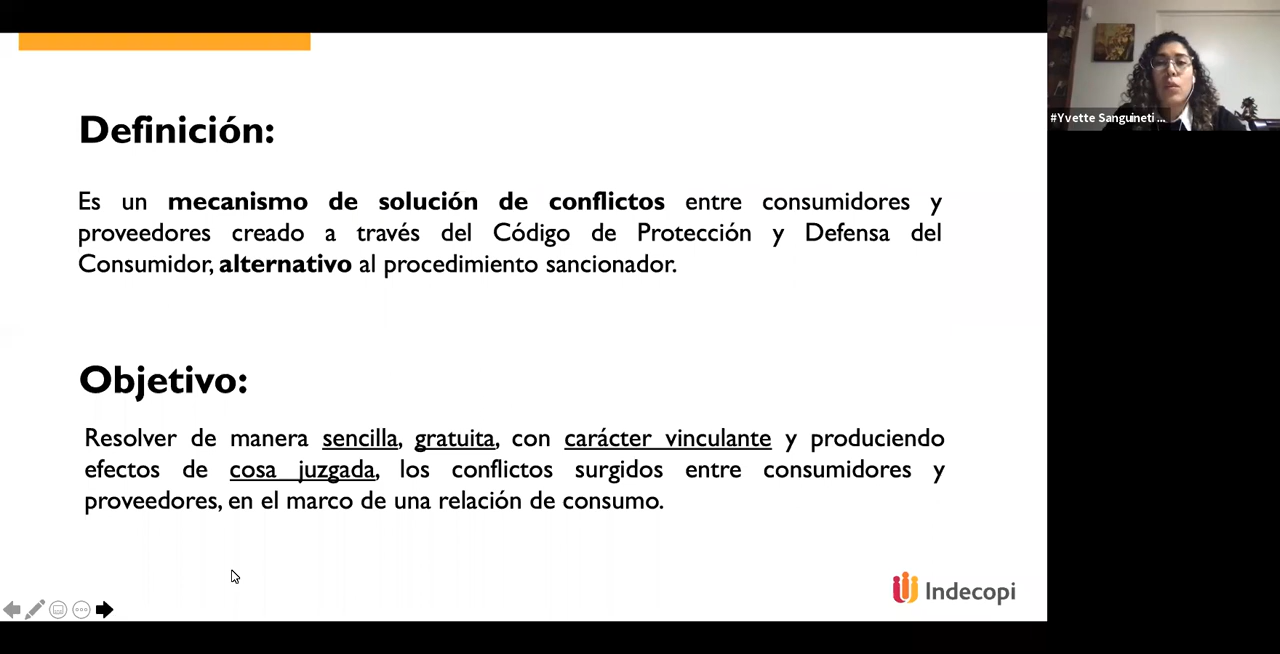 Definición:
Es un mecanismo de solución de conflictos entre consumidores y
proveedores creado a través del Código de Protección y Defensa del
Consumidor, alternativo al procedimiento sancionador.
Objetivo:
Resolver de manera sencilla, gratuita, con carácter vinculante y produciendo
efectos de cosa juzgada, los conflictos surgidos entre consumidores y
proveedores, en el marco de una relación de consumo.
Indecopi
#Yvette Sanguineti ...